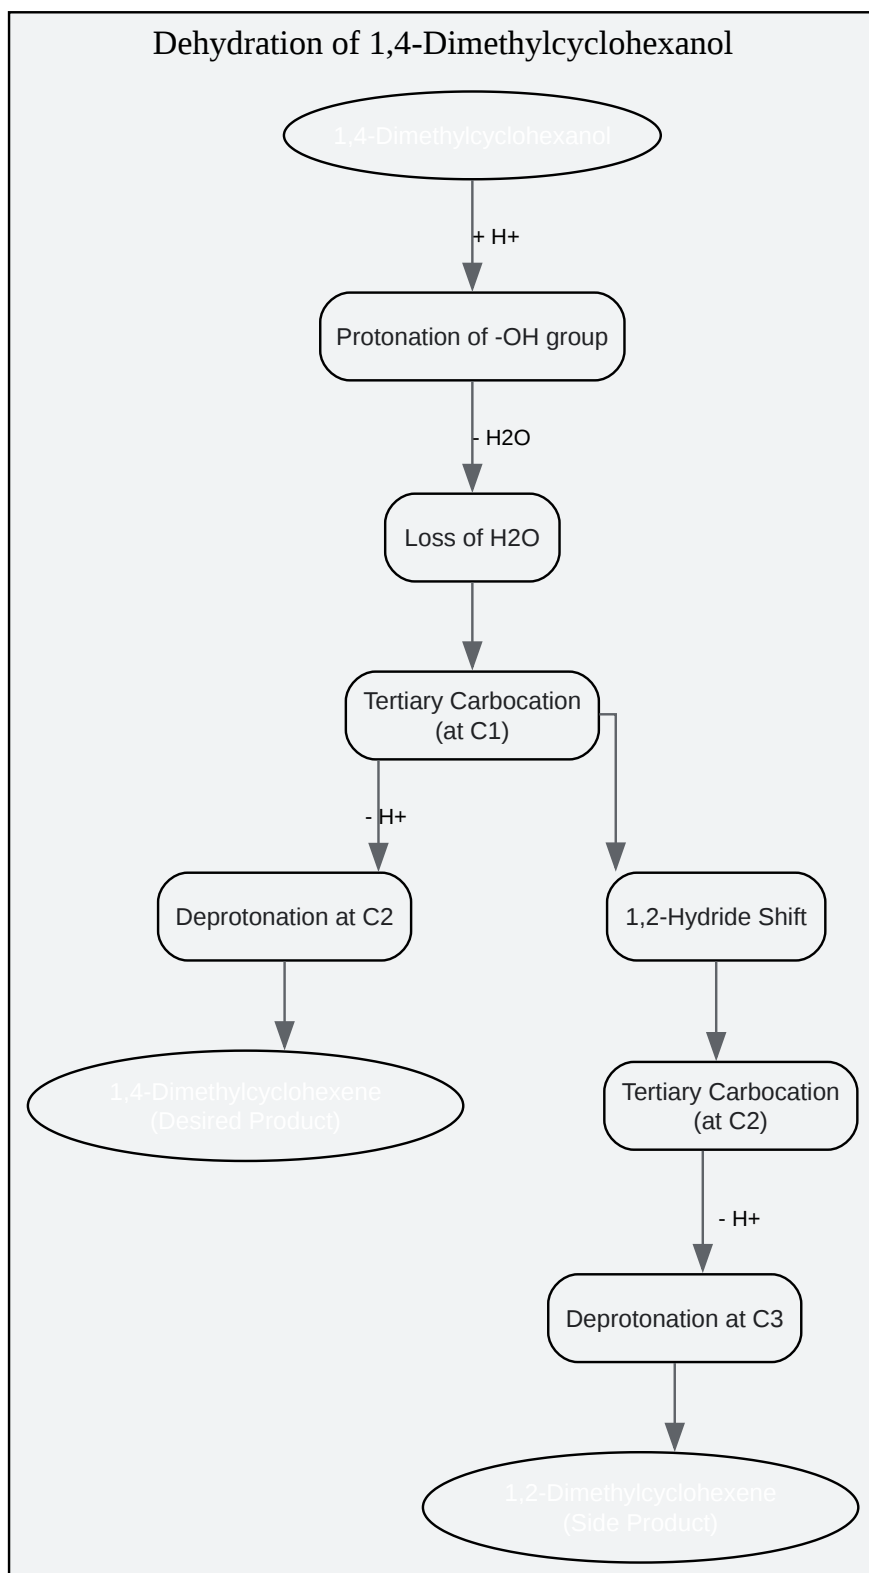 Dehydration of 1,4-Dimethylcyclohexanol
1,4-Dimethylcyclohexanol
+ H+
Protonation of -OH group
- H2O
Loss of H2O
Tertiary Carbocation
(at C1)
- H+
Deprotonation at C2
1,2-Hydride Shift
1,4-Dimethylcyclohexene
(Desired Product)
Tertiary Carbocation
(at C2)
- H+
Deprotonation at C3
1,2-Dimethylcyclohexene
(Side Product)